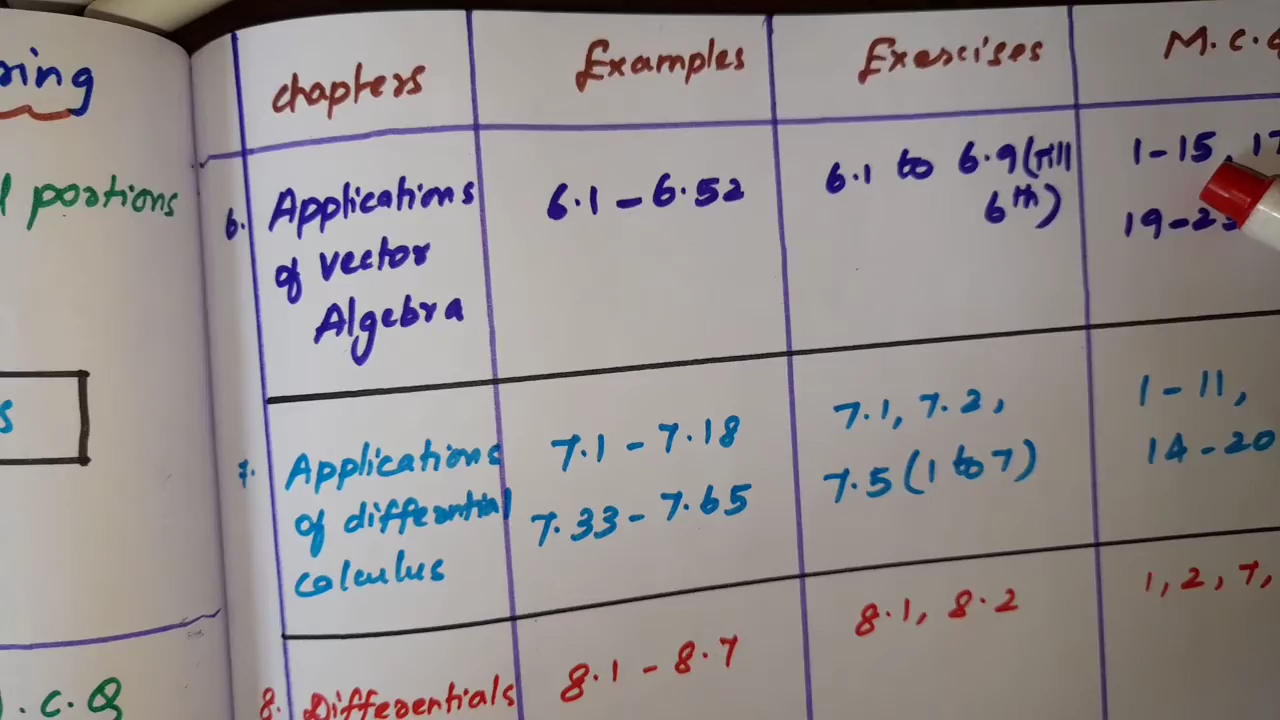 portions
chapters Examples Exercises M.C.
6. Applications of vector Algebra 6.1 - 6.52 6.1 to 6.9 (till 6th) 1-15, 17
19-23
7. Applications of differential calculus 7.1 - 7.18 7.1, 7.2, 1 - 11,
7.33 - 7.65 7.5 (1 to 7) 14 - 20
8. Differentials 8.1 - 8.7 8.1, 8.2 1, 2, 7,
.C.Q